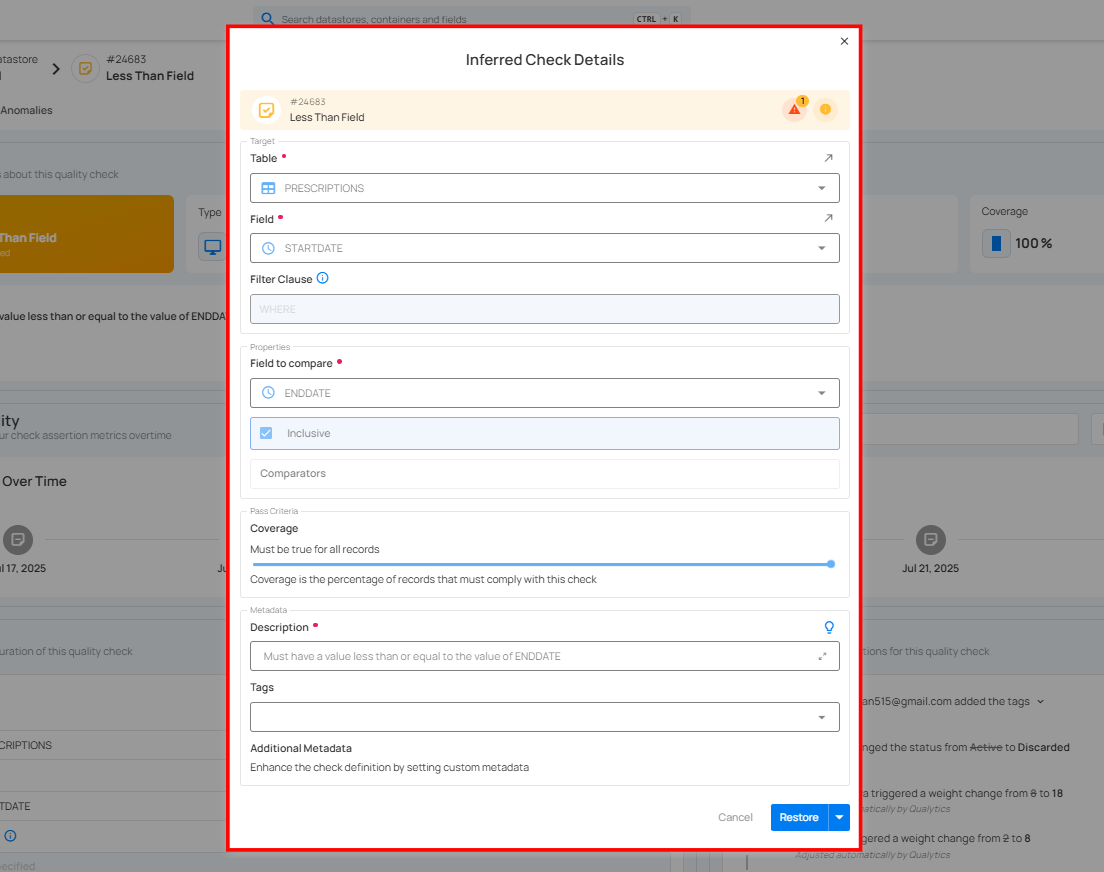 Search datastores, containers and fields CTRL + K
atastore
#24683
Less Than Field
Anomalies
s about this quality check
Than Field
ed
Type
Coverage
100 %
value less than or equal to the value of ENDDA
ity
ur check assertion metrics overtime
Over Time
l 17, 2025
Ju
Jul 21, 2025
uration of this quality check
tions for this quality check
an515@gmail.com added the tags
CRIPTIONS
nged the status from Active to Discarded
a triggered a weight change from 8 to 18
matically by Qualytics
TDATE
gered a weight change from 2 to 8
Adjusted automatically by Qualytics
ecified
Inferred Check Details
#24683
Less Than Field
1
Target
Table
PRESCRIPTIONS
Field
STARTDATE
Filter Clause
WHERE
Properties
Field to compare
ENDDATE
Inclusive
Comparators
Pass Criteria
Coverage
Must be true for all records
Coverage is the percentage of records that must comply with this check
Metadata
Description
Must have a value less than or equal to the value of ENDDATE
Tags
Additional Metadata
Enhance the check definition by setting custom metadata
Cancel
Restore